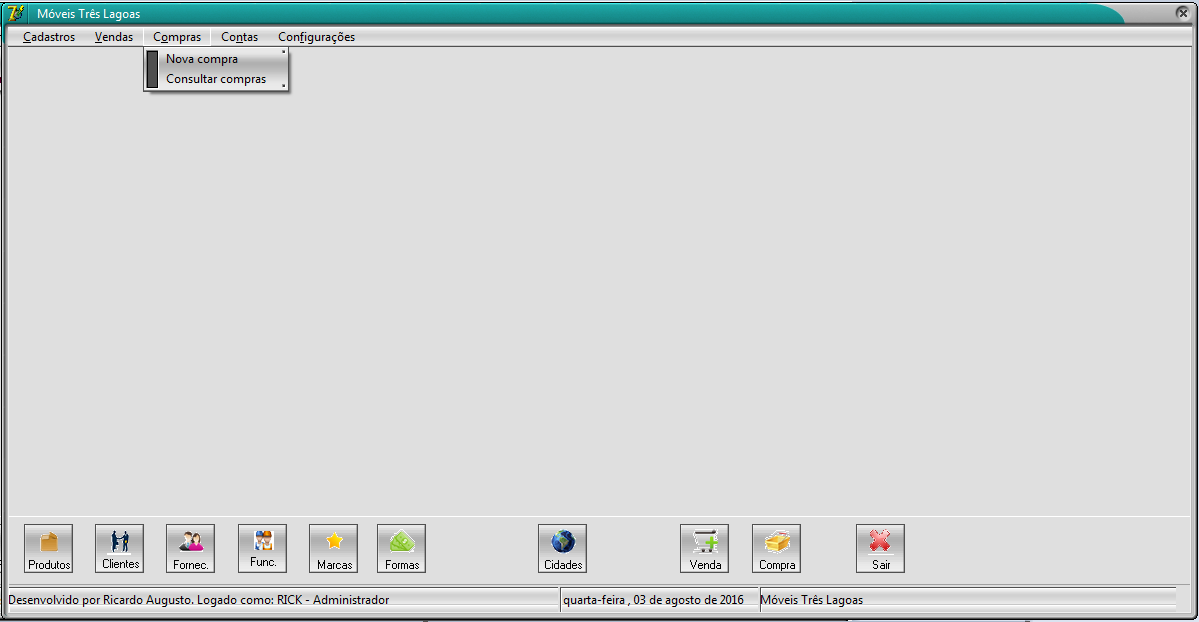 Móveis Três Lagoas
Cadastros Vendas Compras Contas Configurações
Nova compra
Consultar compras
Produtos Clientes Fornec. Func. Marcas Formas Cidades Venda Compra Sair
Desenvolvido por Ricardo Augusto. Logado como: RICK - Administrador quarta-feira , 03 de agosto de 2016 Móveis Três Lagoas